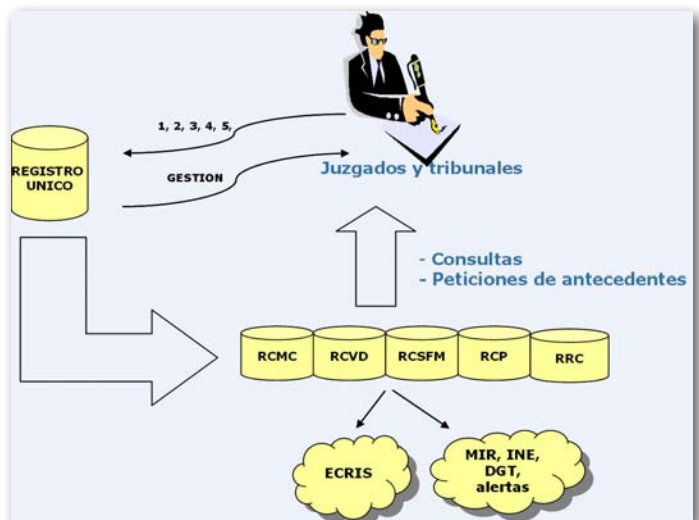 1, 2, 3, 4, 5,
REGISTRO
UNICO
GESTION
Juzgados y tribunales
- Consultas
- Peticiones de antecedentes
RCMC
RCVD
RCSFM
RCP
RRC
ECRIS
MIR, INE,
DGT,
alertas